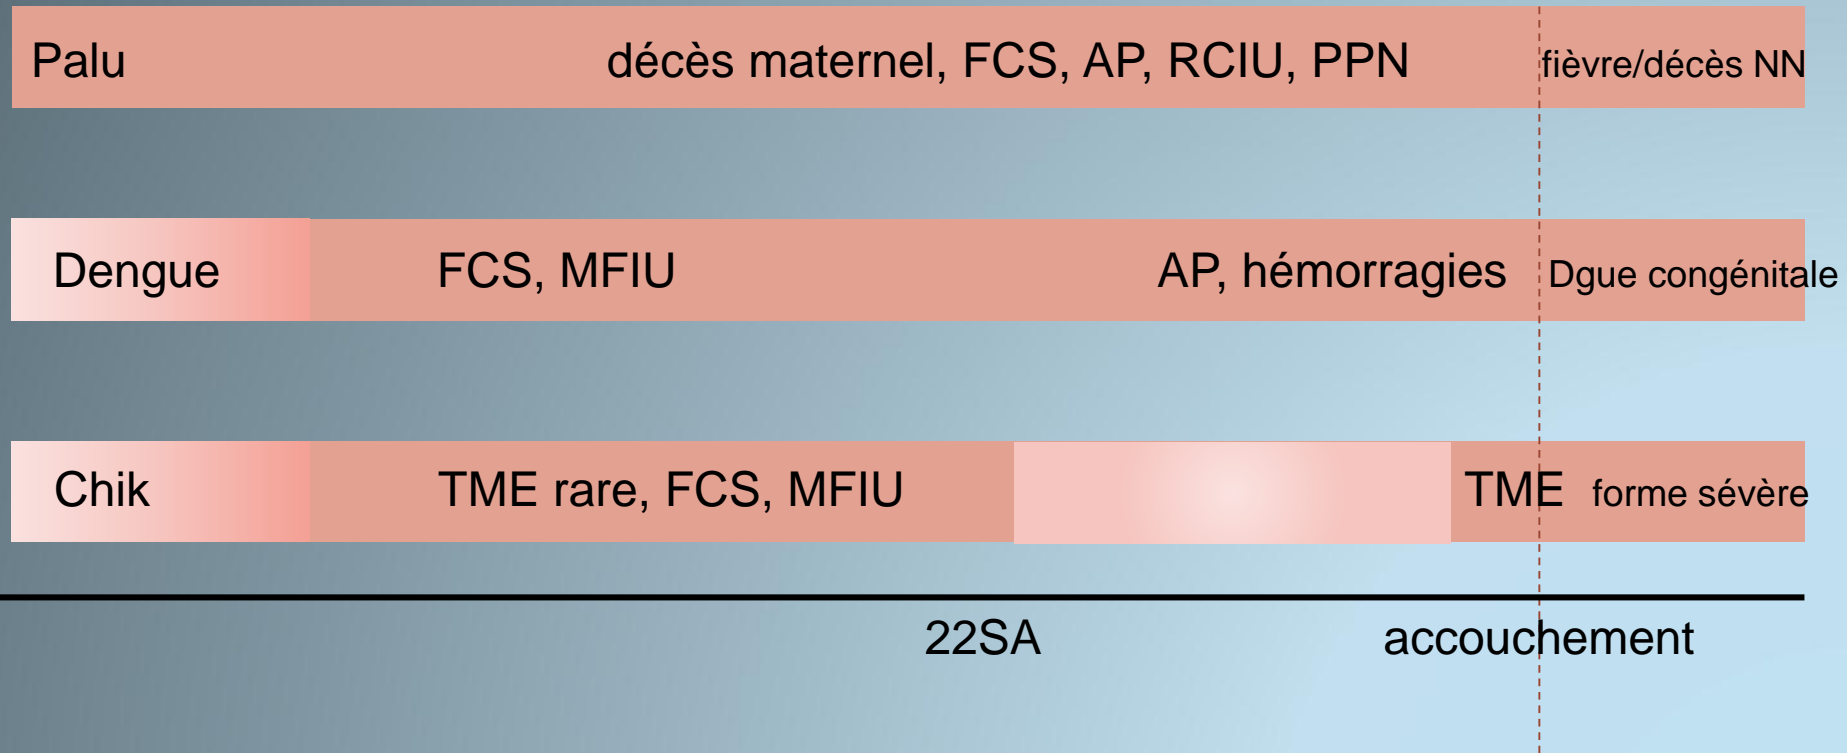 Palu décès maternel, FCS, AP, RCIU, PPN fièvre/décès NN
Dengue FCS, MFIU AP, hémorragies Dgue congénitale
Chik TME rare, FCS, MFIU TME forme sévère
22SA accouchement